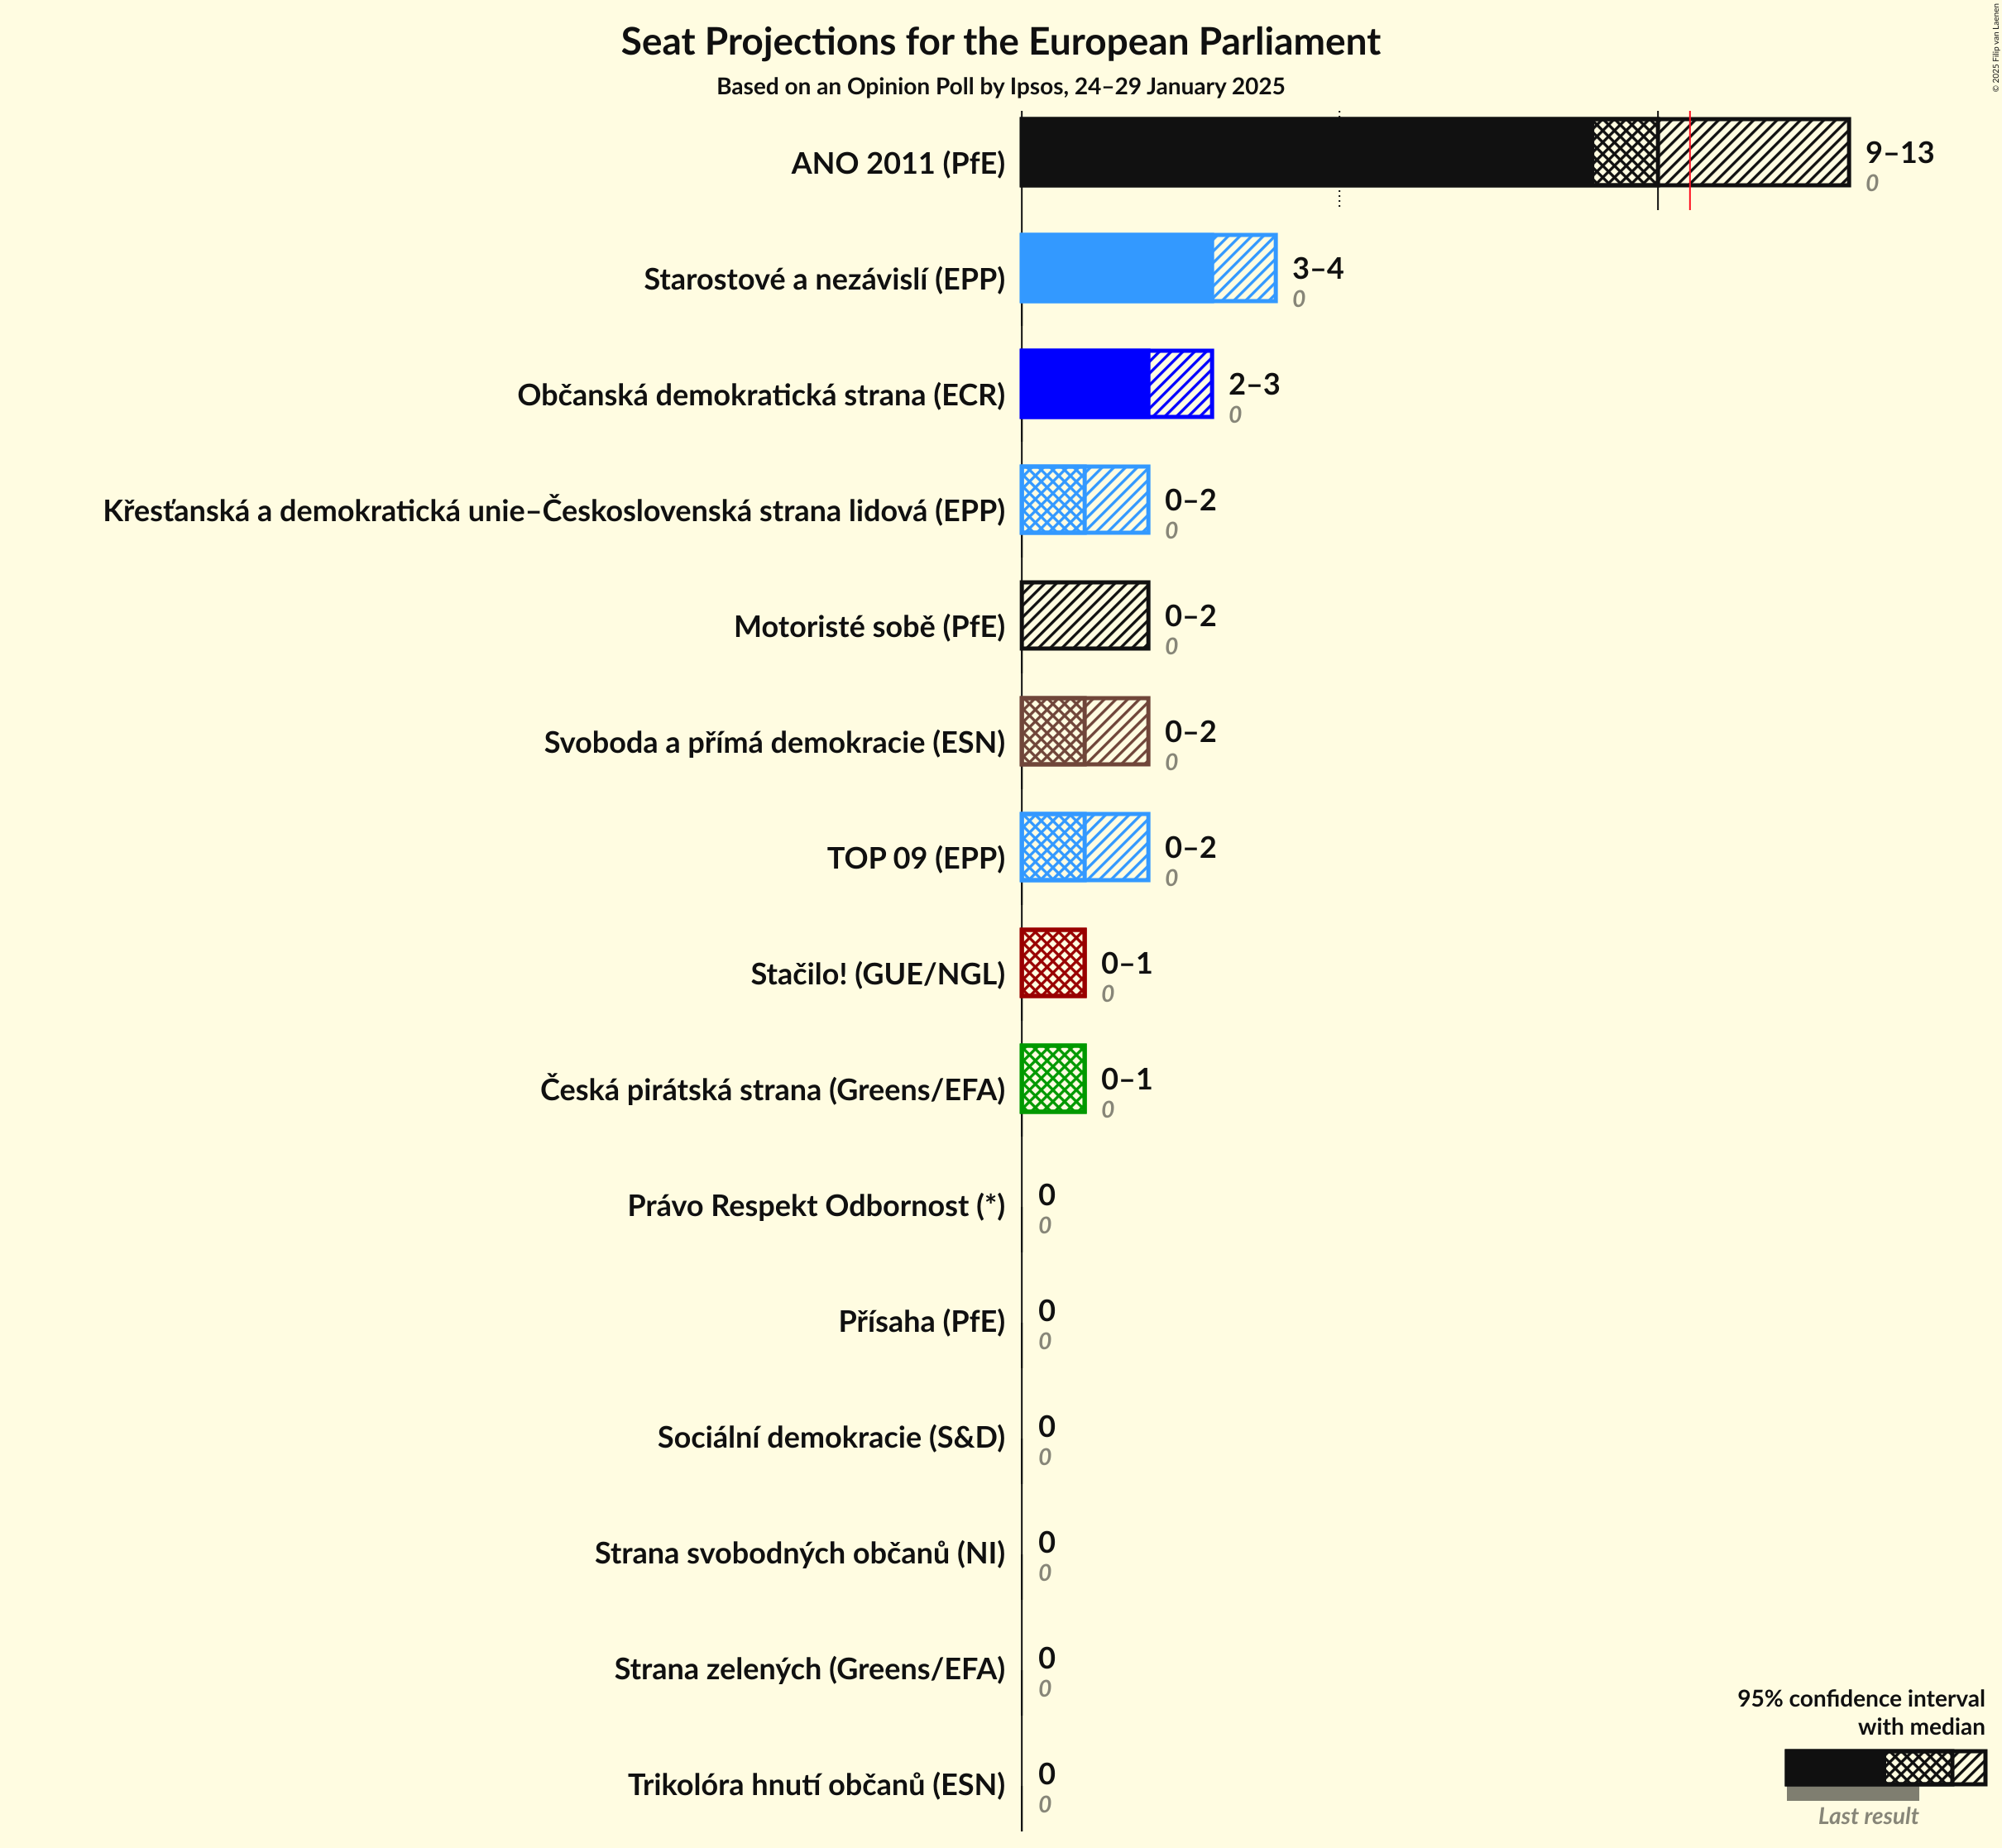 Seat Projections for the European Parliament
Based on an Opinion Poll by Ipsos, 24–29 January 2025
© 2025 Filip van Laenen
ANO 2011 (PfE)
9–13
0
Starostové a nezávislí (EPP)
3–4
0
Občanská demokratická strana (ECR)
2–3
0
Křesťanská a demokratická unie–Československá strana lidová (EPP)
0–2
0
Motoristé sobě (PfE)
0–2
0
Svoboda a přímá demokracie (ESN)
0–2
0
TOP 09 (EPP)
0–2
0
Stačilo! (GUE/NGL)
0–1
0
Česká pirátská strana (Greens/EFA)
0–1
0
Právo Respekt Odbornost (*)
0
0
Přísaha (PfE)
0
0
Sociální demokracie (S&D)
0
0
Strana svobodných občanů (NI)
0
0
Strana zelených (Greens/EFA)
0
0
Trikolóra hnutí občanů (ESN)
0
0
95% confidence interval
with median
Last result